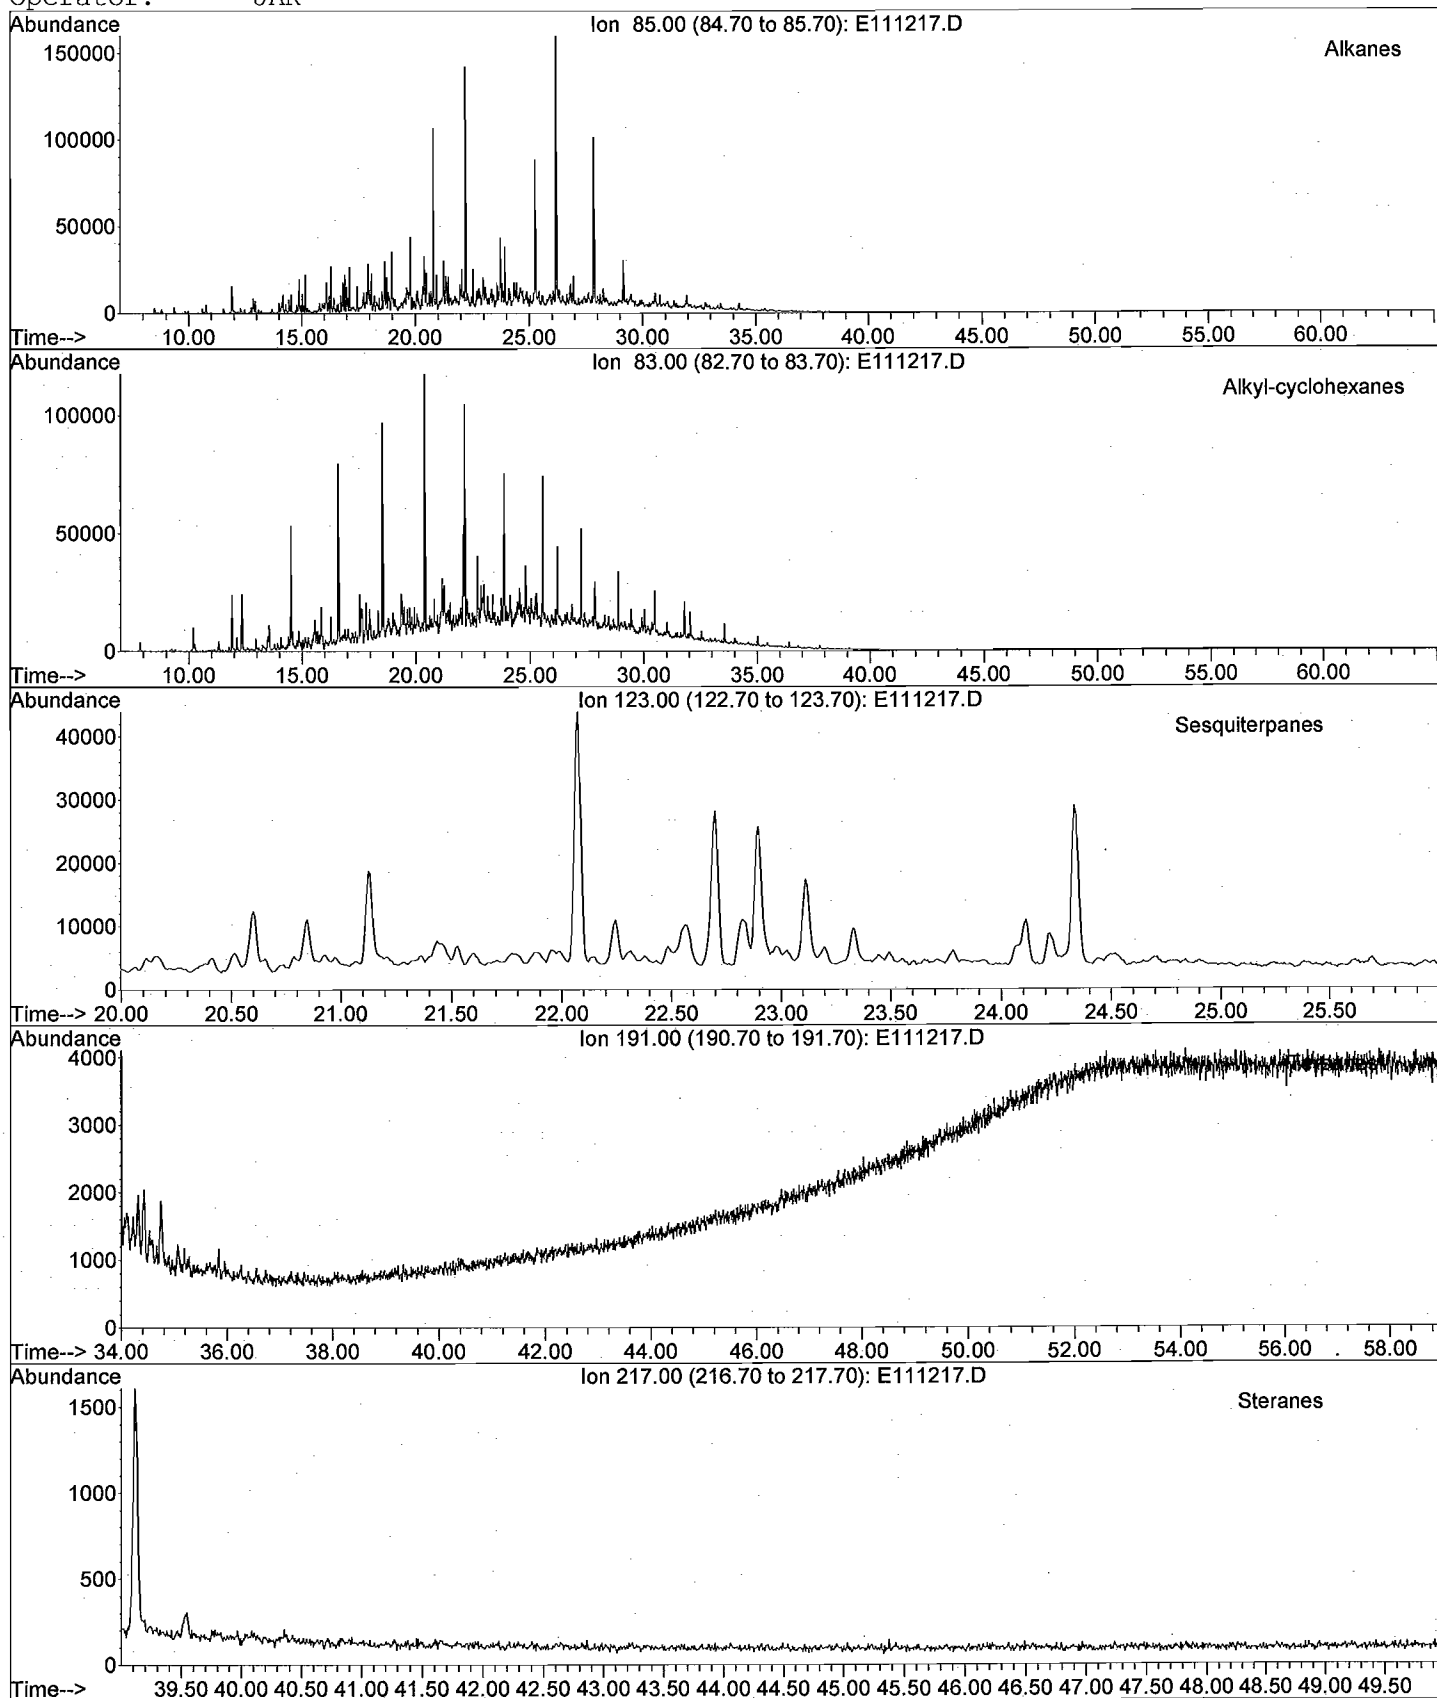 Abundance
Ion 85.00 (84.70 to 85.70): E111217.D
Alkanes
150000
100000
50000
0
Time--> 10.00 15.00 20.00 25.00 30.00 35.00 40.00 45.00 50.00 55.00 60.00
Abundance
Ion 83.00 (82.70 to 83.70): E111217.D
Alkyl-cyclohexanes
100000
50000
0
Time--> 10.00 15.00 20.00 25.00 30.00 35.00 40.00 45.00 50.00 55.00 60.00
Abundance
Ion 123.00 (122.70 to 123.70): E111217.D
Sesquiterpanes
40000
30000
20000
10000
0
Time--> 20.00 20.50 21.00 21.50 22.00 22.50 23.00 23.50 24.00 24.50 25.00 25.50
Abundance
Ion 191.00 (190.70 to 191.70): E111217.D
4000
3000
2000
1000
0
Time--> 34.00 36.00 38.00 40.00 42.00 44.00 46.00 48.00 50.00 52.00 54.00 56.00 58.00
Abundance
Ion 217.00 (216.70 to 217.70): E111217.D
Steranes
1500
1000
500
0
Time--> 39.50 40.00 40.50 41.00 41.50 42.00 42.50 43.00 43.50 44.00 44.50 45.00 45.50 46.00 46.50 47.00 47.50 48.00 48.50 49.00 49.50